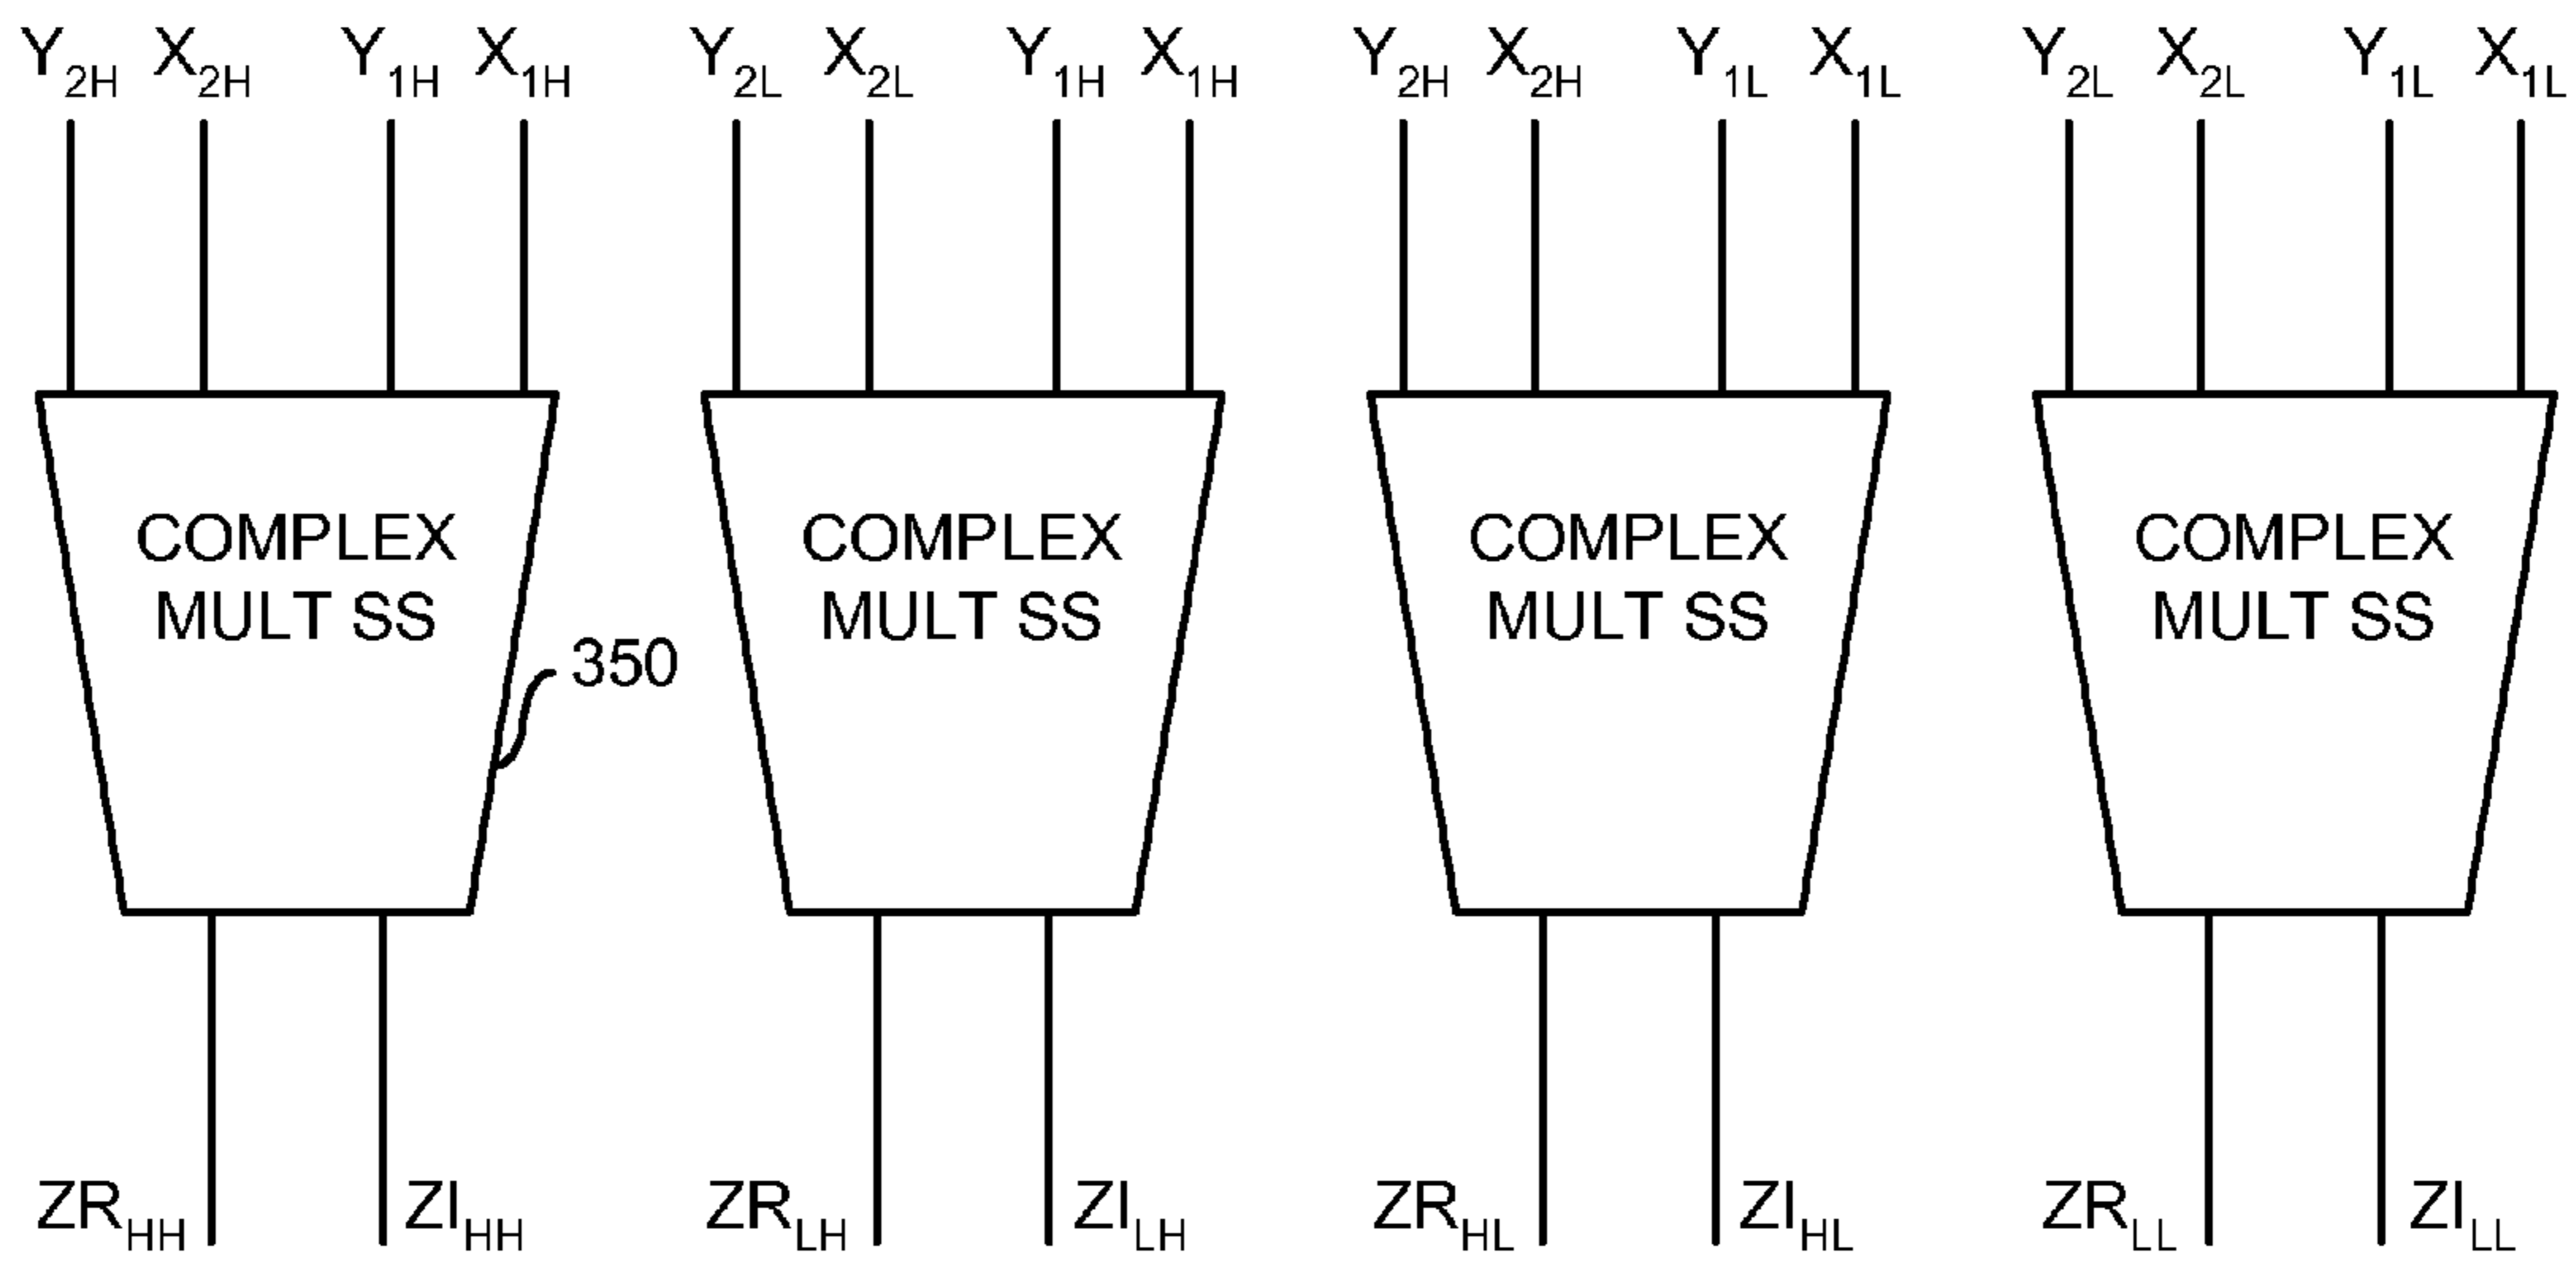 Y2H X2H Y1H X1H Y2L X2L Y1H X1H Y2H X2H Y1L X1L Y2L X2L Y1L X1L
COMPLEX COMPLEX COMPLEX COMPLEX
MULT SS MULT SS MULT SS MULT SS
350
ZRHH ZIHH ZRLH ZILH ZRHL ZIHL ZRLL ZILL